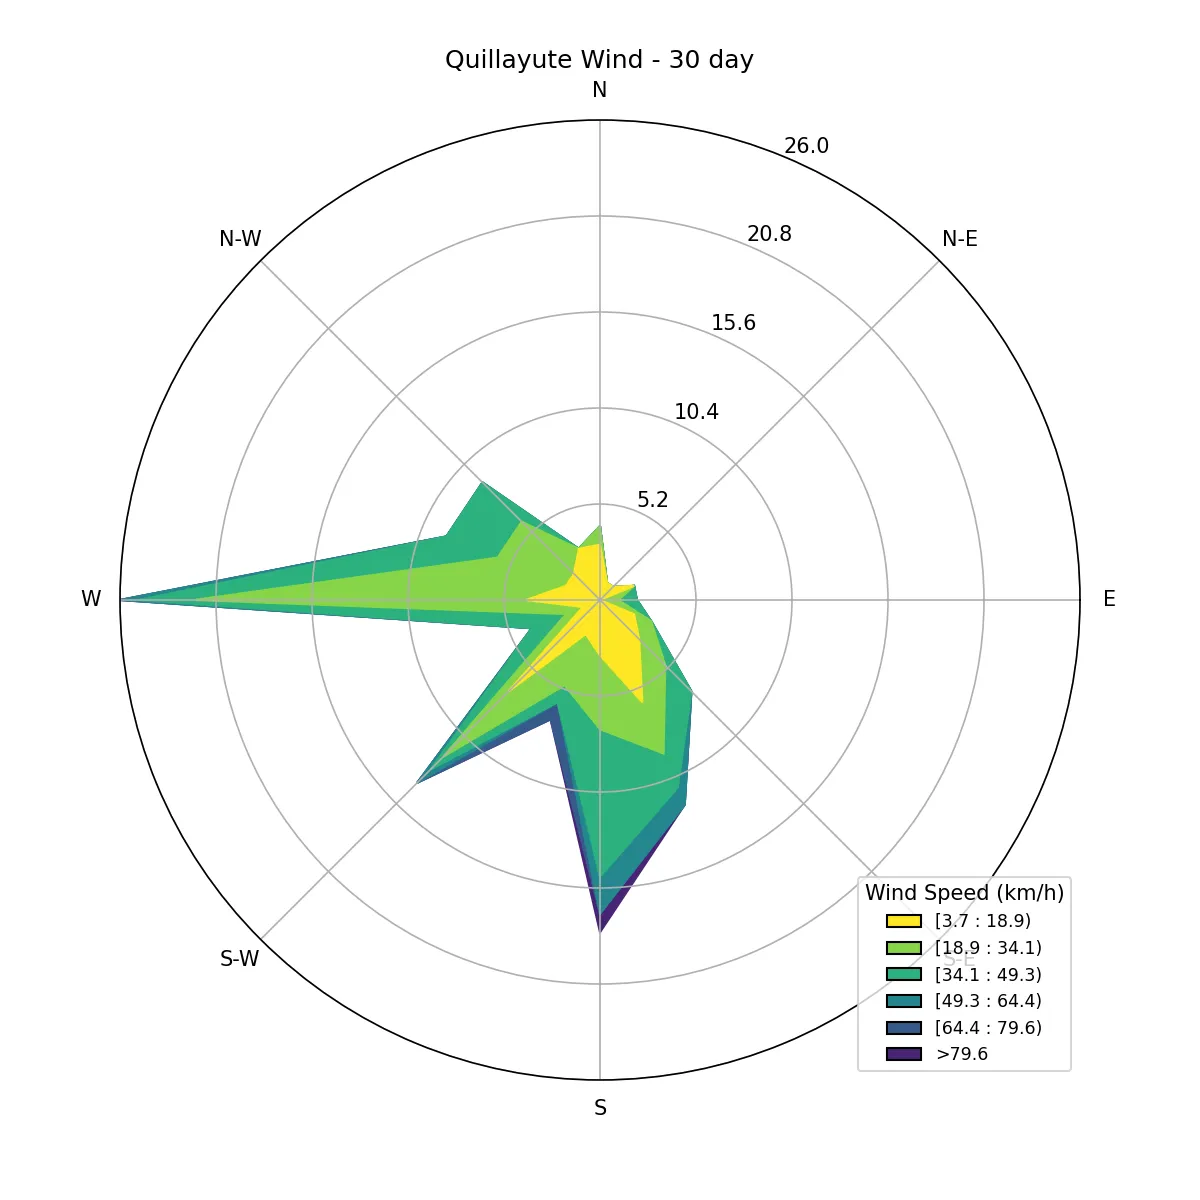 Quillayute Wind - 30 day
N
26.0
20.8
N-W
N-E
15.6
10.4
5.2
W
E
Wind Speed (km/h)
[3.7 : 18.9)
[18.9 : 34.1)
S-W
S-E
[34.1 : 49.3)
[49.3 : 64.4)
[64.4 : 79.6)
>79.6
S